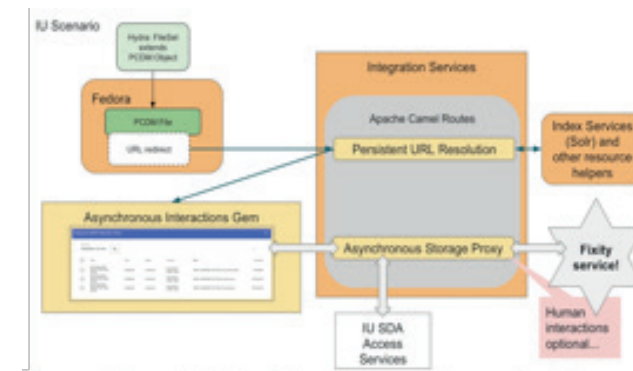 IU Scenario
Hydra: FileSet
extends
PCDM Object
Fedora
PCDM File
URL redirect
Integration Services
Apache Camel Routes
Persistent URL Resolution
Index Services
(Solr) and
other resource
helpers
Asynchronous Interactions Gem
Asynchronous Storage Proxy
Fixity
service!
Human
interactions
optional...
IU SDA
Access
Services